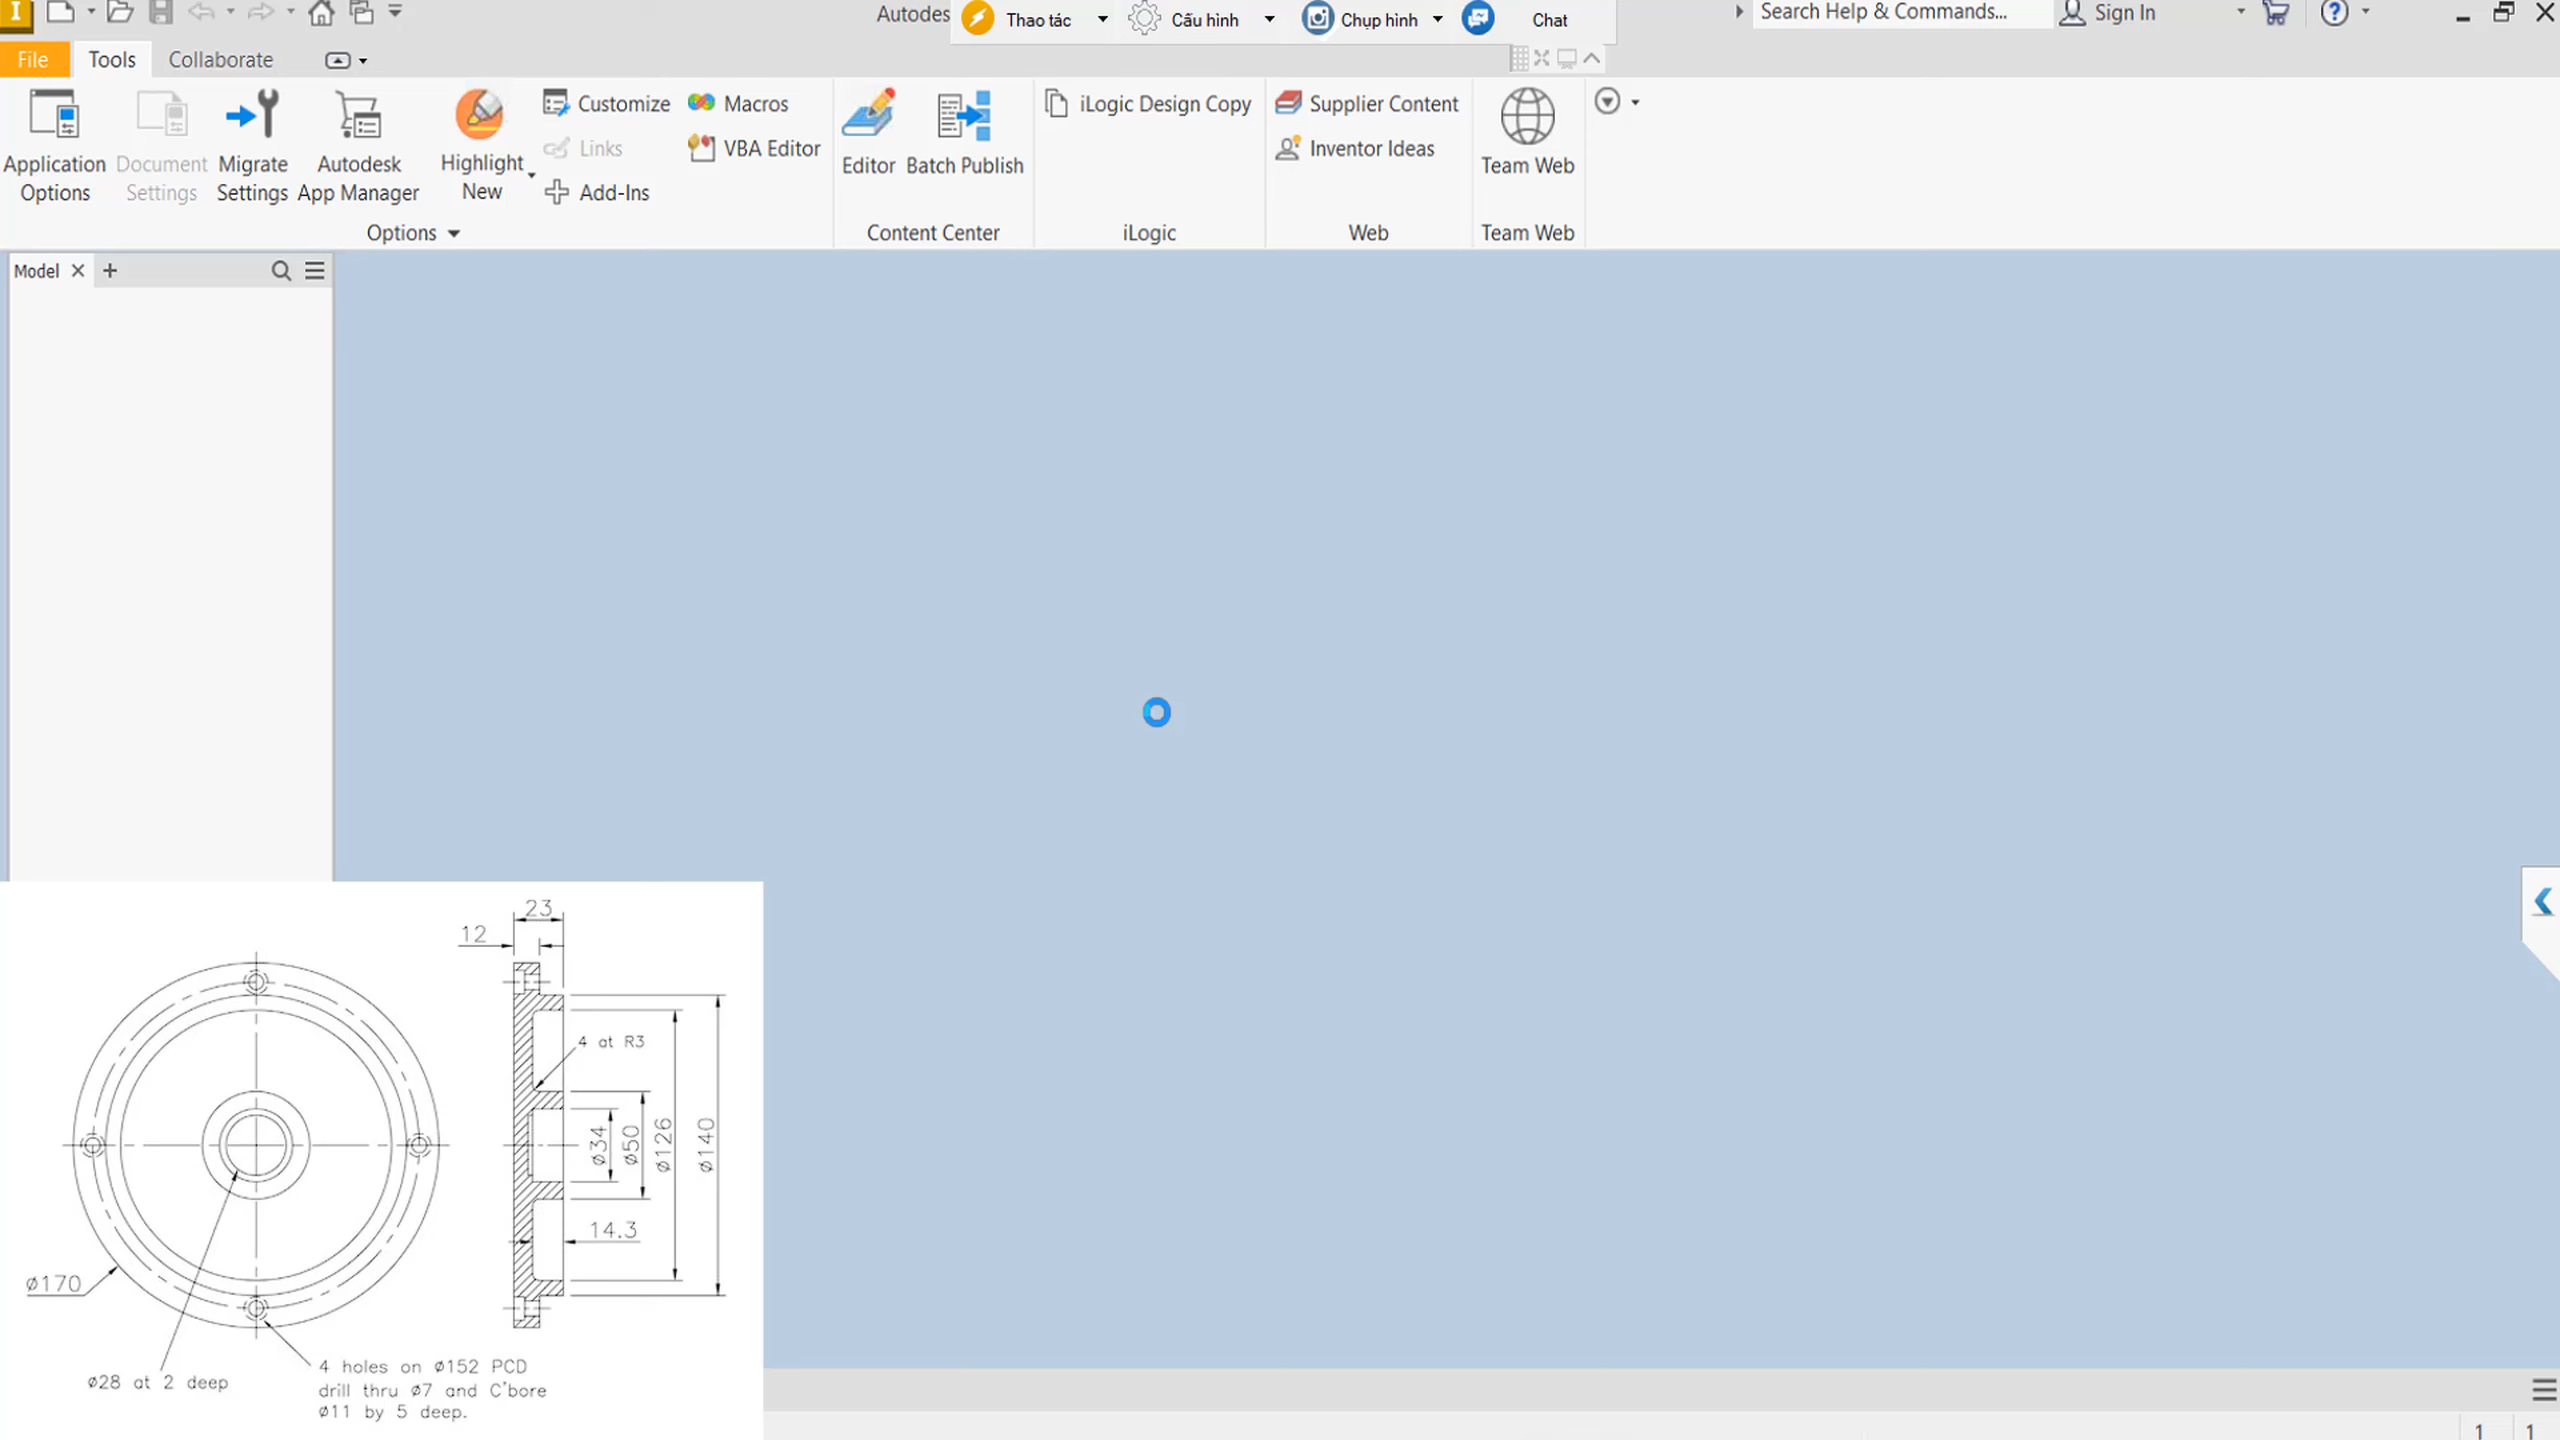 Autodes
Thao tác
Cấu hình
Chụp hình
Chat
Search Help & Commands...
Sign In
File
Tools
Collaborate
Application Options
Document Settings
Migrate Settings
Autodesk App Manager
Highlight New
Customize
Links
Add-Ins
Macros
VBA Editor
Options
Editor
Batch Publish
Content Center
iLogic Design Copy
iLogic
Supplier Content
Inventor Ideas
Web
Team Web
Team Web
Model
23
12
4 at R3
ø34
ø50
ø126
ø140
14.3
ø170
ø28 at 2 deep
4 holes on ø152 PCD
drill thru ø7 and C'bore
ø11 by 5 deep.
1
1